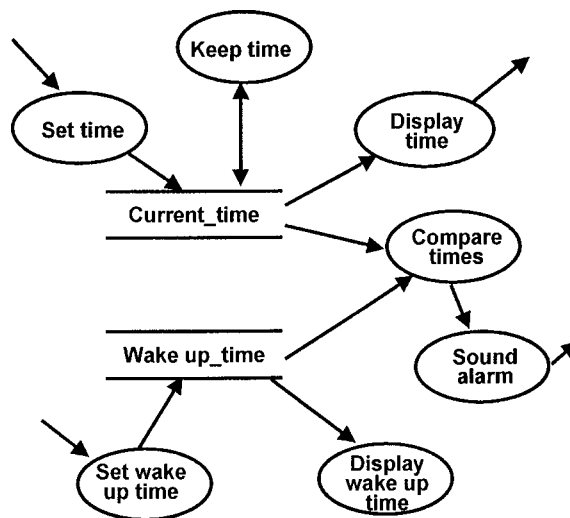 Keep time
Set time
Display
time
Current_time
Compare
times
Wake up_time
Sound
alarm
Set wake
up time
Display
wake up
time